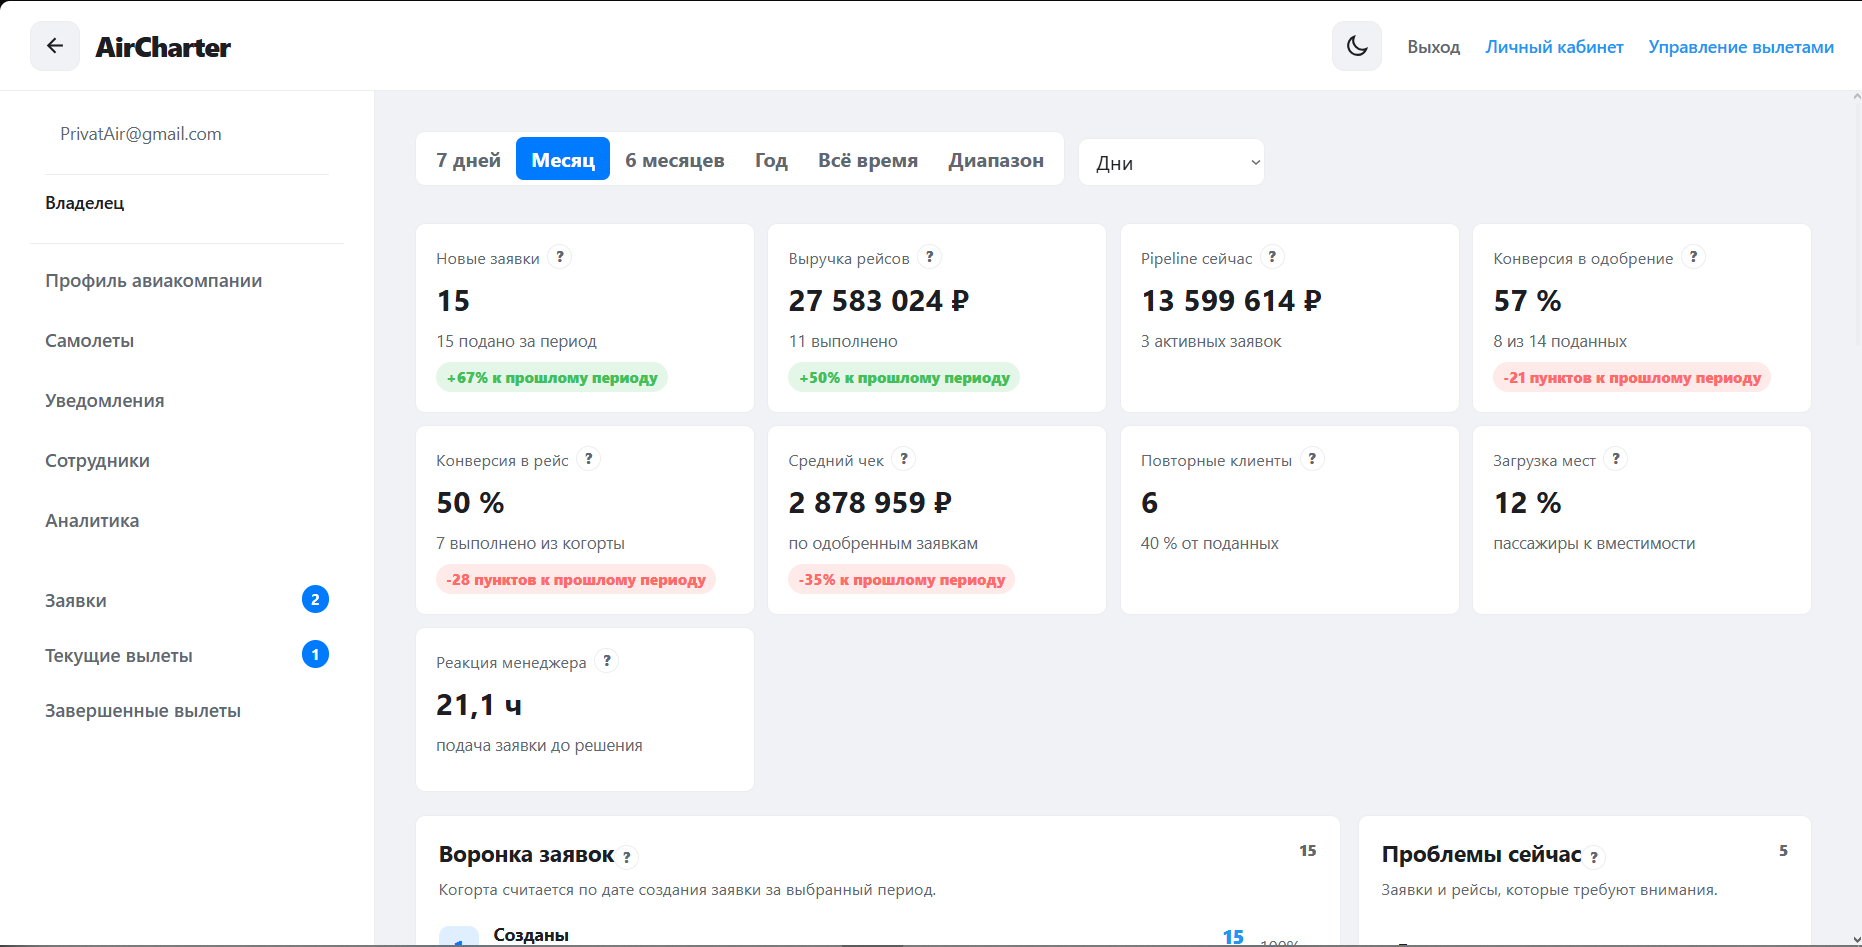 AirCharter
Выход
Личный кабинет
Управление вылетами
PrivatAir@gmail.com
Владелец
Профиль авиакомпании
Самолеты
Уведомления
Сотрудники
Аналитика
Заявки 2
Текущие вылеты 1
Завершенные вылеты
7 дней Месяц 6 месяцев Год Всё время Диапазон
Дни
Новые заявки ?
15
15 подано за период
+67% к прошлому периоду
Выручка рейсов ?
27 583 024 ₽
11 выполнено
+50% к прошлому периоду
Pipeline сейчас ?
13 599 614 ₽
3 активных заявок
Конверсия в одобрение ?
57 %
8 из 14 поданных
-21 пунктов к прошлому периоду
Конверсия в рейс ?
50 %
7 выполнено из когорты
-28 пунктов к прошлому периоду
Средний чек ?
2 878 959 ₽
по одобренным заявкам
-35% к прошлому периоду
Повторные клиенты ?
6
40 % от поданных
Загрузка мест ?
12 %
пассажиры к вместимости
Реакция менеджера ?
21,1 ч
подача заявки до решения
Воронка заявок ? 15
Когорта считается по дате создания заявки за выбранный период.
Созданы 15
Проблемы сейчас ? 5
Заявки и рейсы, которые требуют внимания.